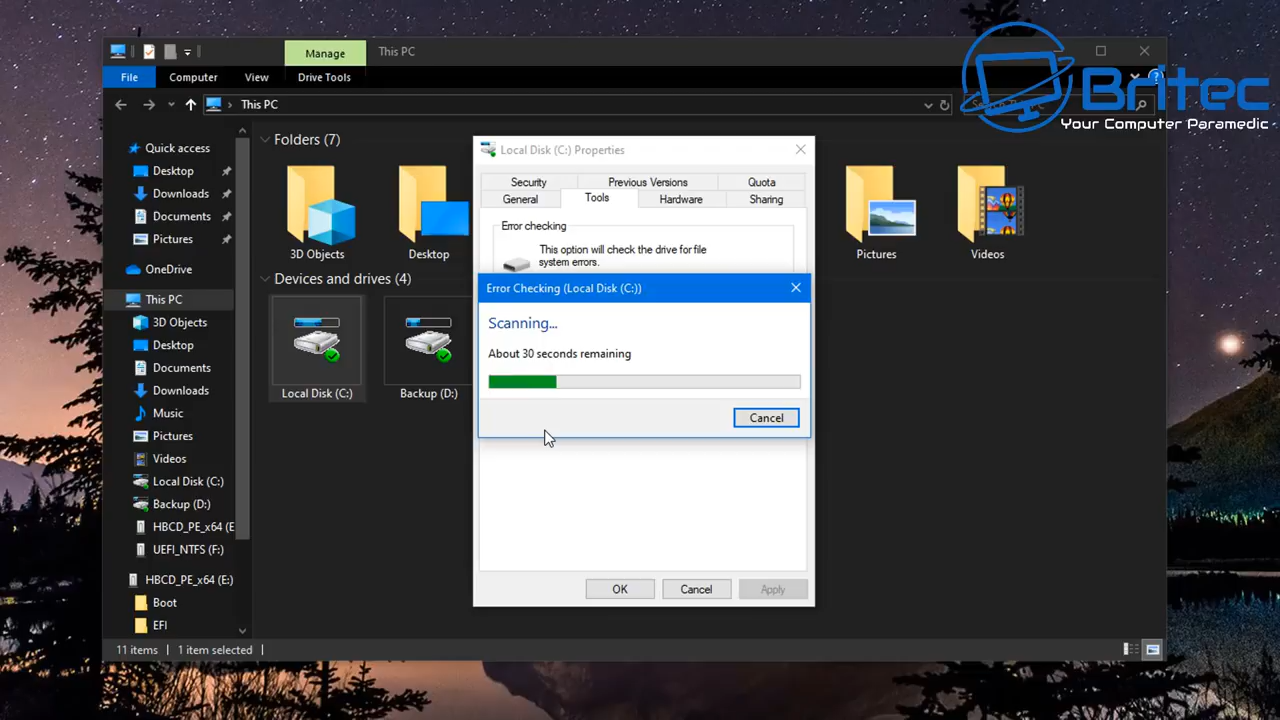 Manage
This PC
File
Computer
View
Drive Tools
This PC
Britec
Your Computer Paramedic
Quick access
Desktop
Downloads
Documents
Pictures
OneDrive
This PC
3D Objects
Desktop
Documents
Downloads
Music
Pictures
Videos
Local Disk (C:)
Backup (D:)
HBCD_PE_x64 (E
UEFI_NTFS (F:)
HBCD_PE_x64 (E:)
Boot
EFI
Folders (7)
3D Objects
Desktop
Pictures
Videos
Devices and drives (4)
Local Disk (C:)
Backup (D:)
Local Disk (C:) Properties
Security
Previous Versions
Quota
General
Tools
Hardware
Sharing
Error checking
This option will check the drive for file
system errors.
Error Checking (Local Disk (C:))
Scanning...
About 30 seconds remaining
Cancel
OK
Cancel
Apply
11 items
1 item selected